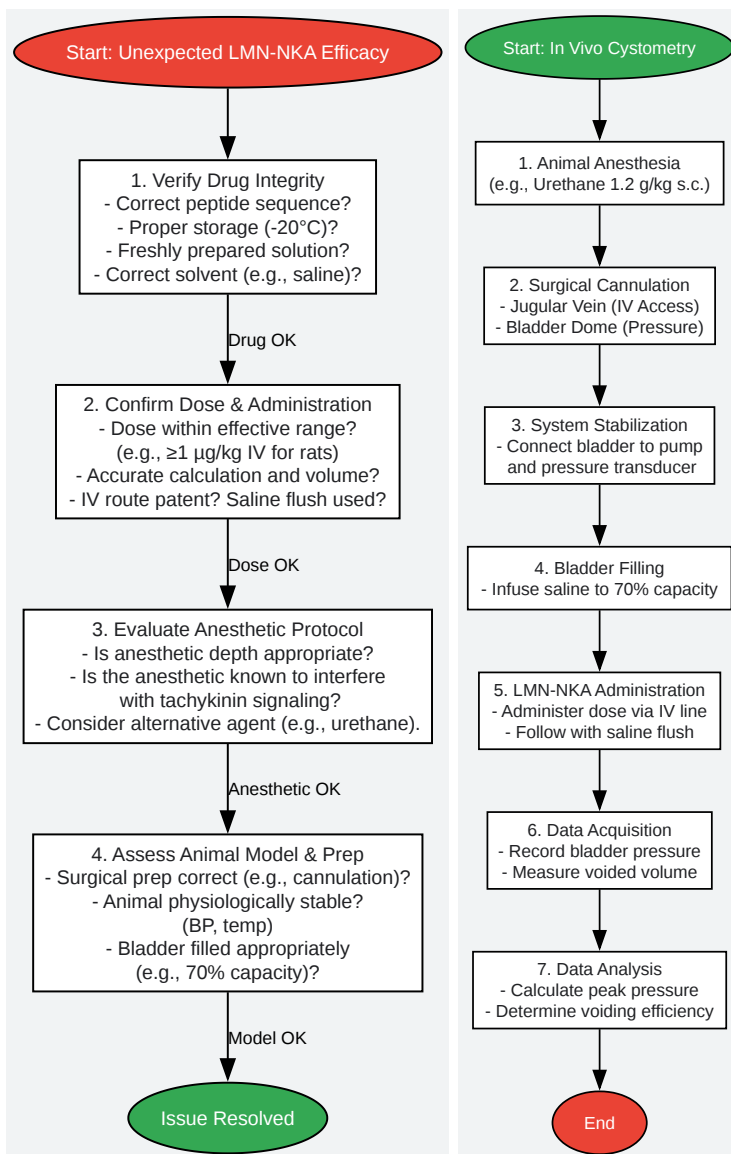 Start: Unexpected LMN-NKA Efficacy
1. Verify Drug Integrity
- Correct peptide sequence?
- Proper storage (-20°C)?
- Freshly prepared solution?
- Correct solvent (e.g., saline)?
Drug OK
2. Confirm Dose & Administration
- Dose within effective range?
(e.g., ≥1 µg/kg IV for rats)
- Accurate calculation and volume?
- IV route patent? Saline flush used?
Dose OK
3. Evaluate Anesthetic Protocol
- Is anesthetic depth appropriate?
- Is the anesthetic known to interfere
with tachykinin signaling?
- Consider alternative agent (e.g., urethane).
Anesthetic OK
4. Assess Animal Model & Prep
- Surgical prep correct (e.g., cannulation)?
- Animal physiologically stable?
(BP, temp)
- Bladder filled appropriately
(e.g., 70% capacity)?
Model OK
Issue Resolved
Start: In Vivo Cystometry
1. Animal Anesthesia
(e.g., Urethane 1.2 g/kg s.c.)
2. Surgical Cannulation
- Jugular Vein (IV Access)
- Bladder Dome (Pressure)
3. System Stabilization
- Connect bladder to pump
and pressure transducer
4. Bladder Filling
- Infuse saline to 70% capacity
5. LMN-NKA Administration
- Administer dose via IV line
- Follow with saline flush
6. Data Acquisition
- Record bladder pressure
- Measure voided volume
7. Data Analysis
- Calculate peak pressure
- Determine voiding efficiency
End